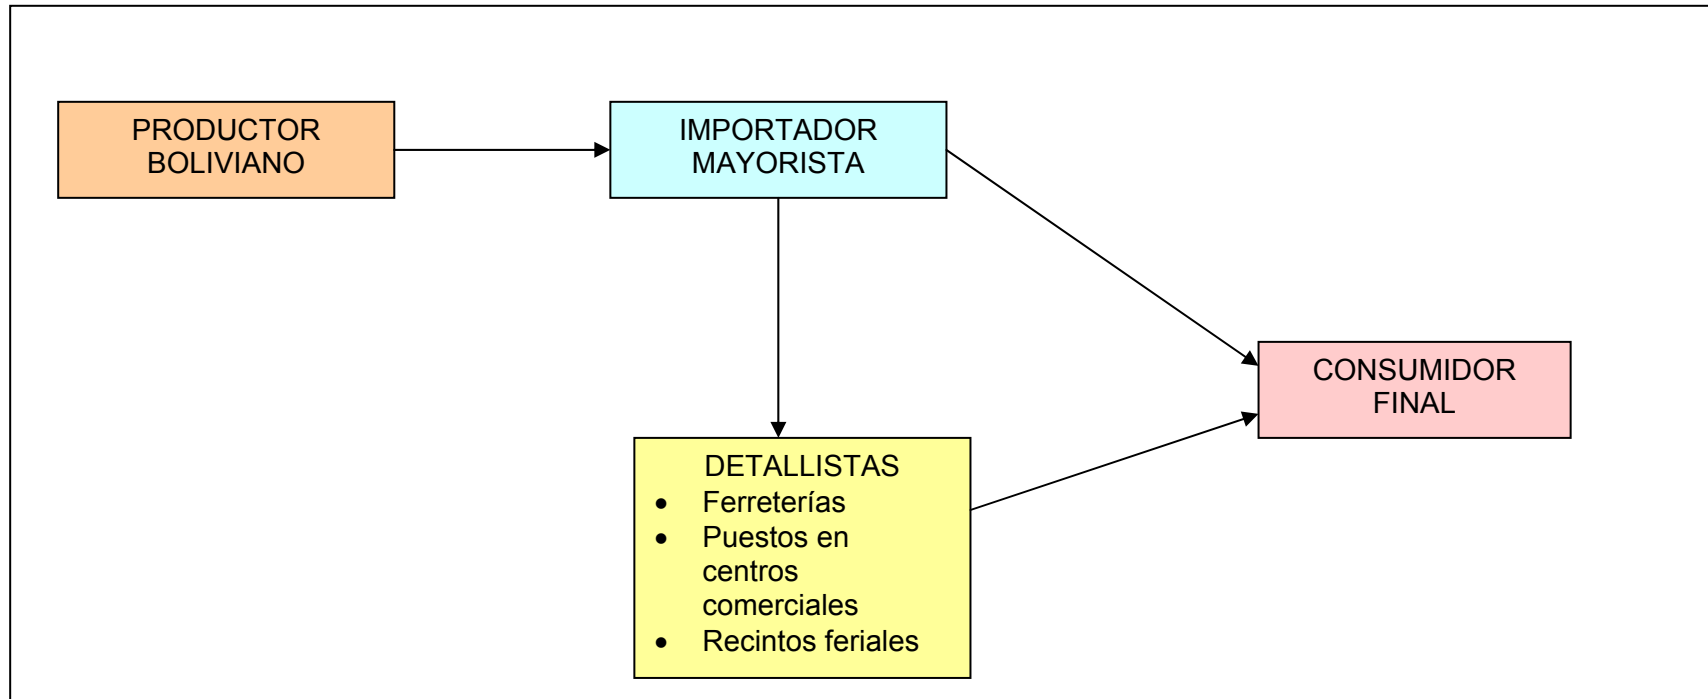 PRODUCTOR
BOLIVIANO
IMPORTADOR
MAYORISTA
CONSUMIDOR
FINAL
DETALLISTAS
• Ferreterías
• Puestos en
centros
comerciales
• Recintos feriales